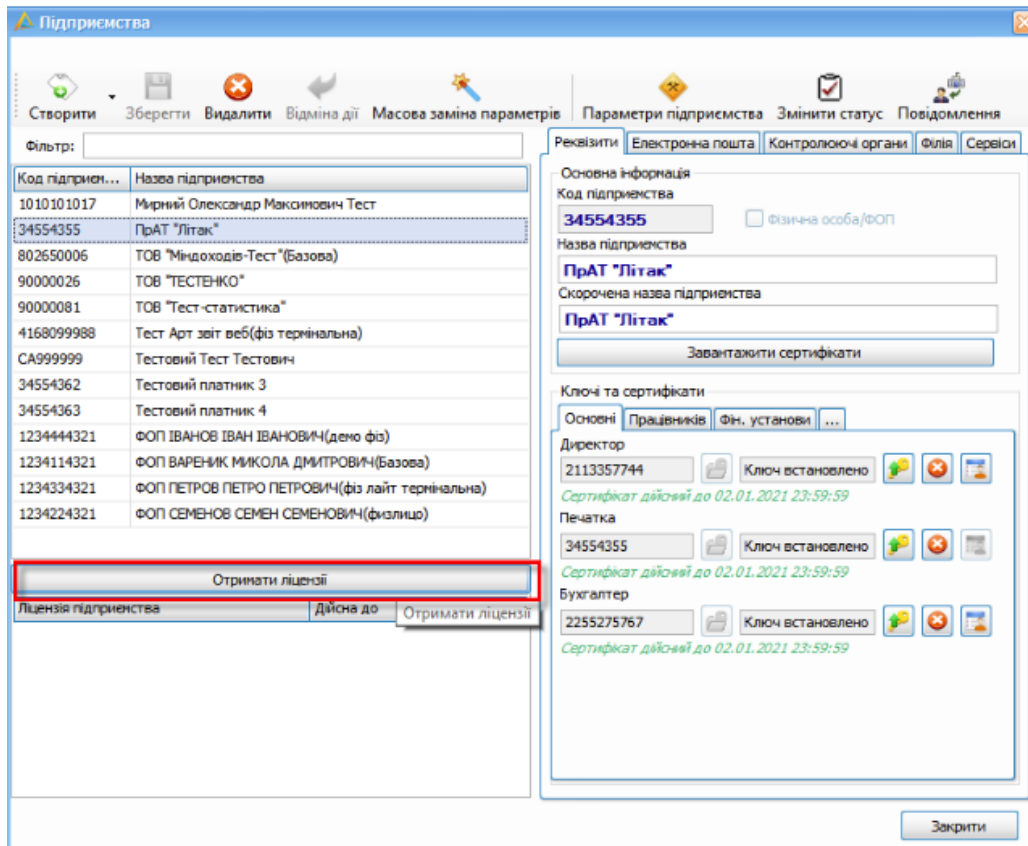 Підприємства
Створити Зберегти Видалити Відміна дії Масова заміна параметрів Параметри підприємства Змінити статус Повідомлення
Фільтр:
Код підприєм... Назва підприємства
1010101017 Мирний Олександр Максимович Тест
34554355 ПрАТ "Літак"
802650006 ТОВ "Міндоходів-Тест"(Базова)
90000026 ТОВ "ТЕСТЕНКО"
90000081 ТОВ "Тест-статистика"
4168099988 Тест Арт звіт веб(фіз термінальна)
СА999999 Тестовий Тест Тестович
34554362 Тестовий платник 3
34554363 Тестовий платник 4
1234444321 ФОП ІВАНОВ ІВАН ІВАНОВИЧ(демо фіз)
1234114321 ФОП ВАРЕНИК МИКОЛА ДМИТРОВИЧ(Базова)
1234334321 ФОП ПЕТРОВ ПЕТРО ПЕТРОВИЧ(фіз лайт термінальна)
1234224321 ФОП СЕМЕНОВ СЕМЕН СЕМЕНОВИЧ(физлицо)
Отримати ліцензії
Ліцензія підприємства Дійсна до
Отримати ліцензії
Реквізити Електронна пошта Контролюючі органи Філія Сервіси
Основна інформація
Код підприємства
34554355 Фізична особа/ФОП
Назва підприємства
ПрАТ "Літак"
Скорочена назва підприємства
ПрАТ "Літак"
Завантажити сертифікати
Ключі та сертифікати
Основні Працівників Фін. установи ...
Директор
2113357744 Ключ встановлено
Сертифікат дійсний до 02.01.2021 23:59:59
Печатка
34554355 Ключ встановлено
Сертифікат дійсний до 02.01.2021 23:59:59
Бухгалтер
2255275767 Ключ встановлено
Сертифікат дійсний до 02.01.2021 23:59:59
Закрити